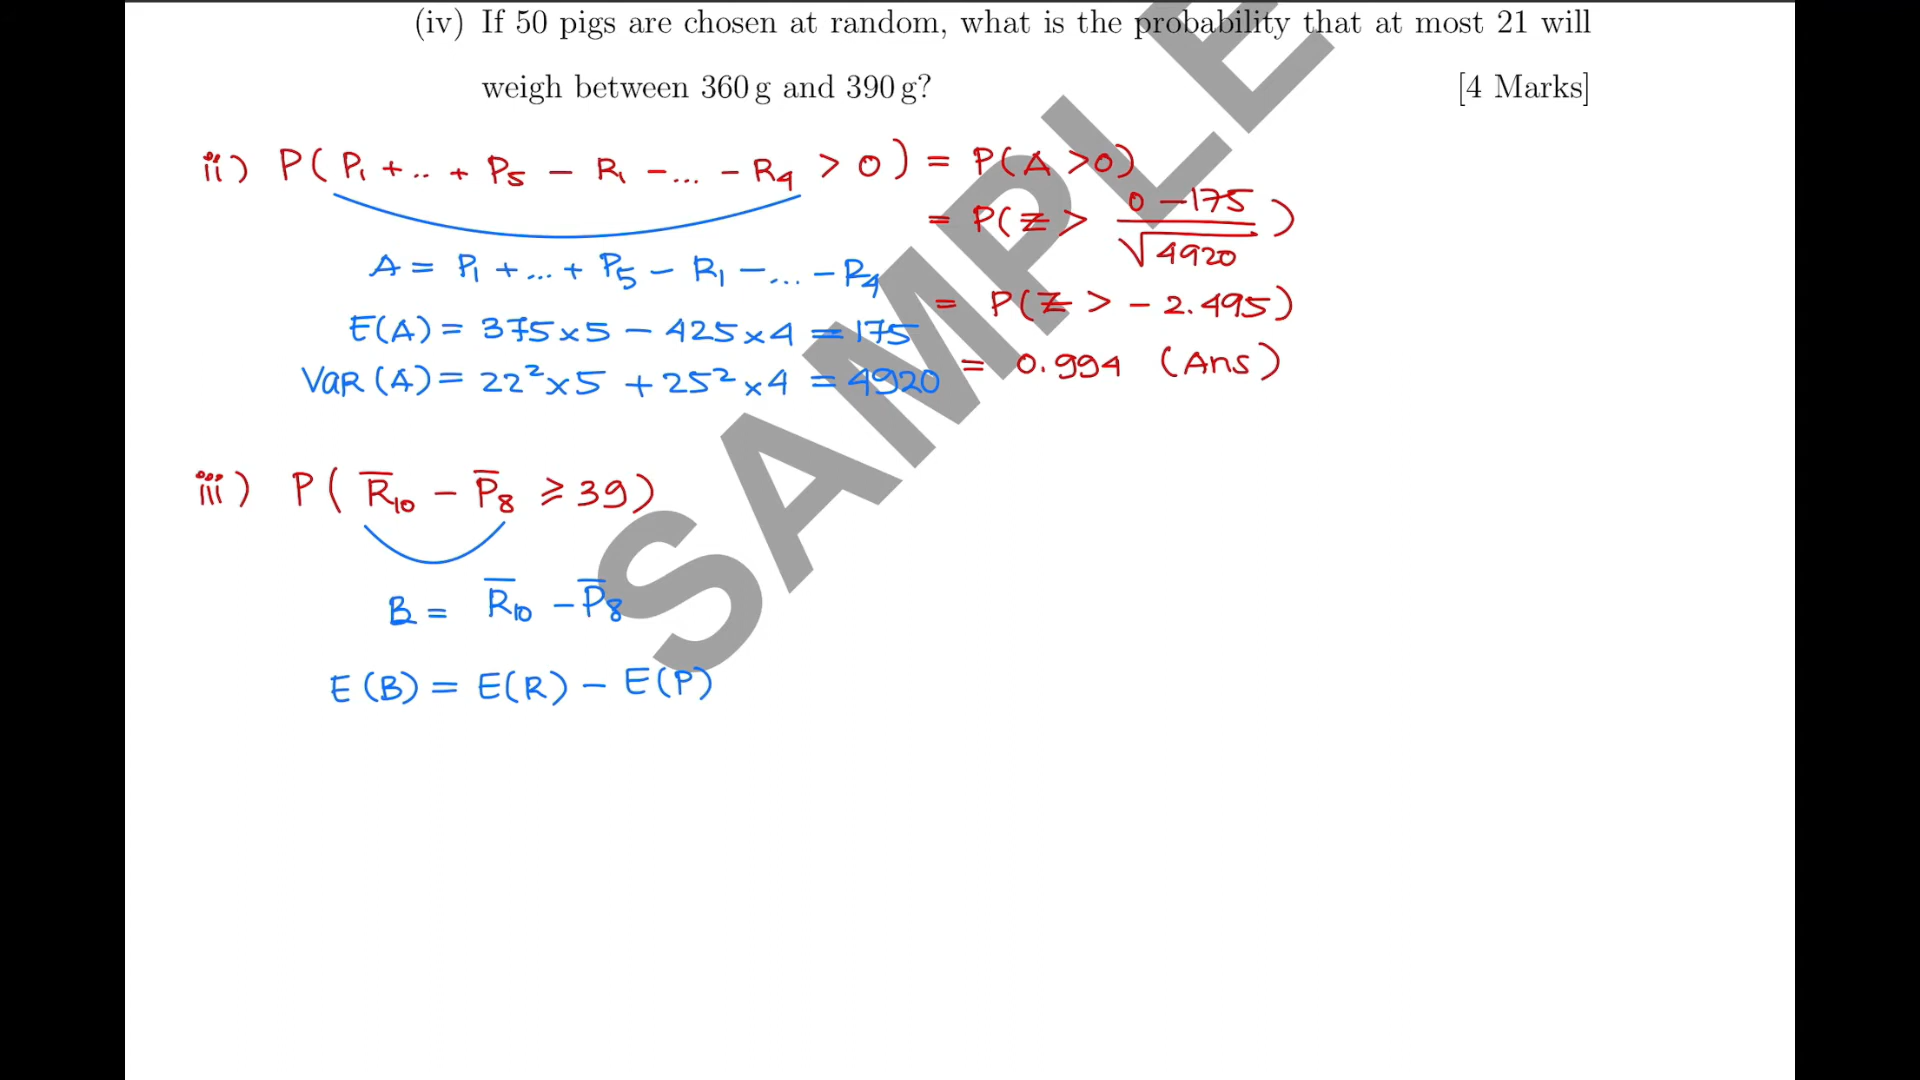 (iv) If 50 pigs are chosen at random, what is the probability that at most 21 will
weigh between 360 g and 390 g? [4 Marks]
ii) P(P₁ + .. + P₅ − R₁ − ... − R₄ > 0) = P(A > 0)
= P(Z > (0 − 175)/√4920)
A = P₁ + ... + P₅ − R₁ − ... − R₄
= P(Z > − 2.495)
E(A) = 375 × 5 − 425 × 4 = 175
= 0.994 (Ans)
Var(A) = 22² × 5 + 25² × 4 = 4920
iii) P(R̅₁₀ − P̅₈ ⩾ 39)
B = R̅₁₀ − P̅₈
E(B) = E(R) − E(P)
SAMPLE